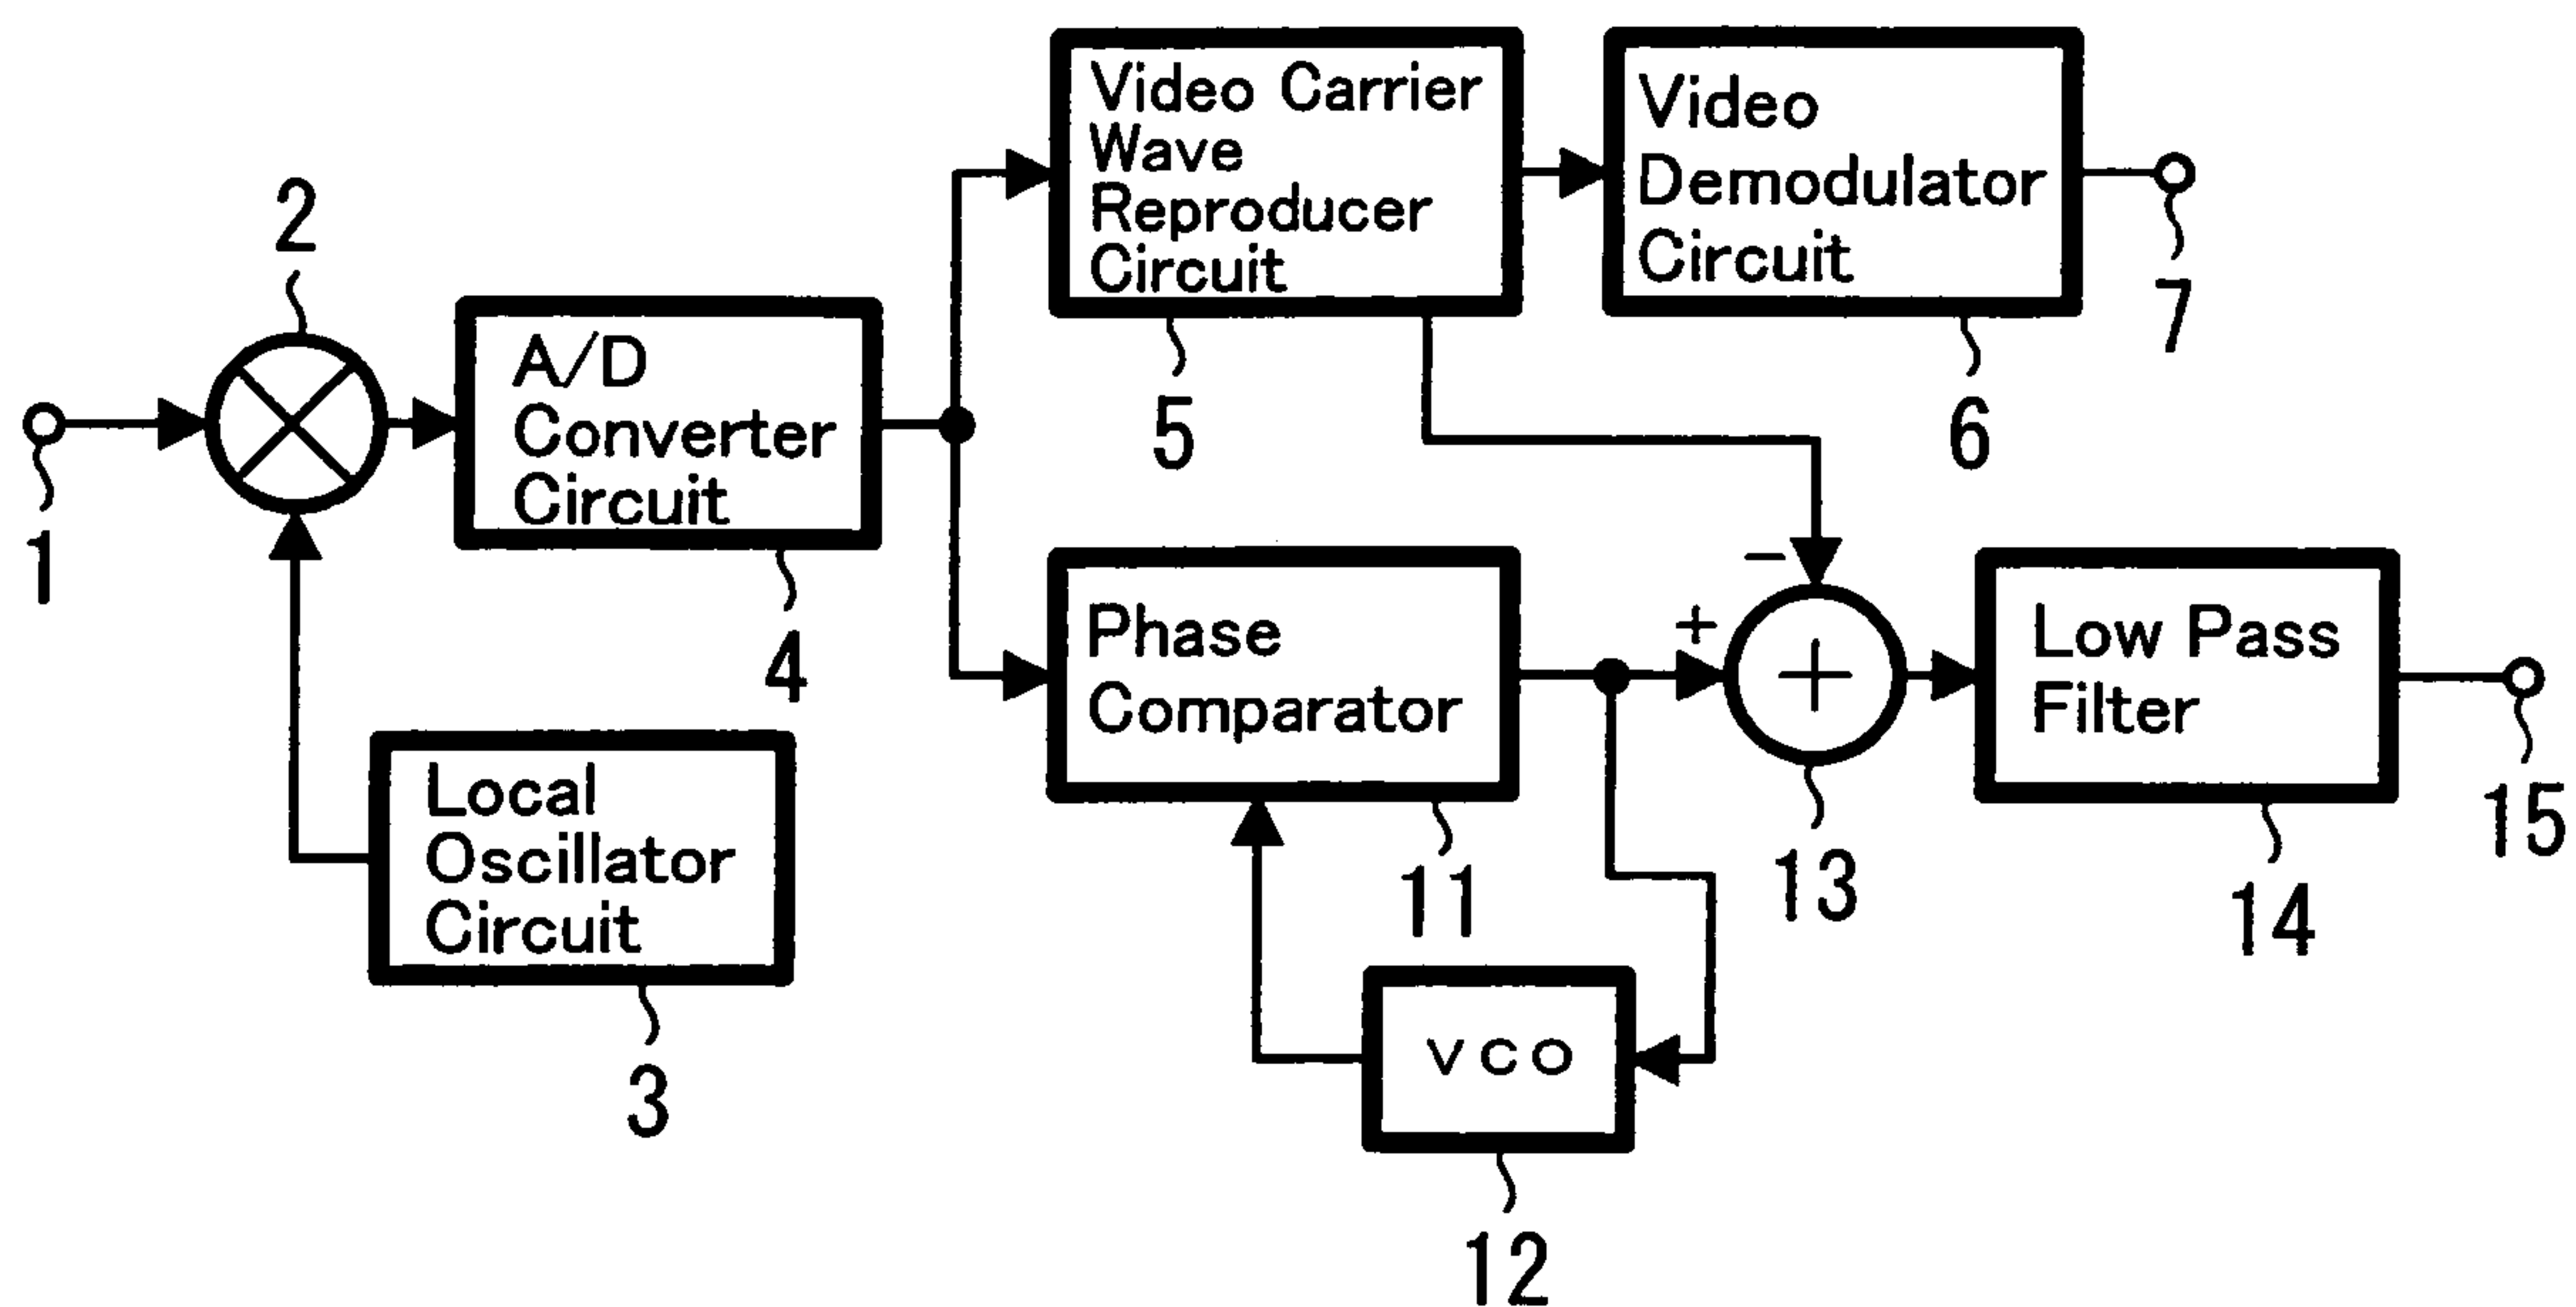 Video Carrier
Wave
Reproducer
Circuit
5
Video
Demodulator
Circuit
6
7
2
1
A/D
Converter
Circuit
4
Local
Oscillator
Circuit
3
Phase
Comparator
11
VCO
12
-
+
+
13
Low Pass
Filter
14
15